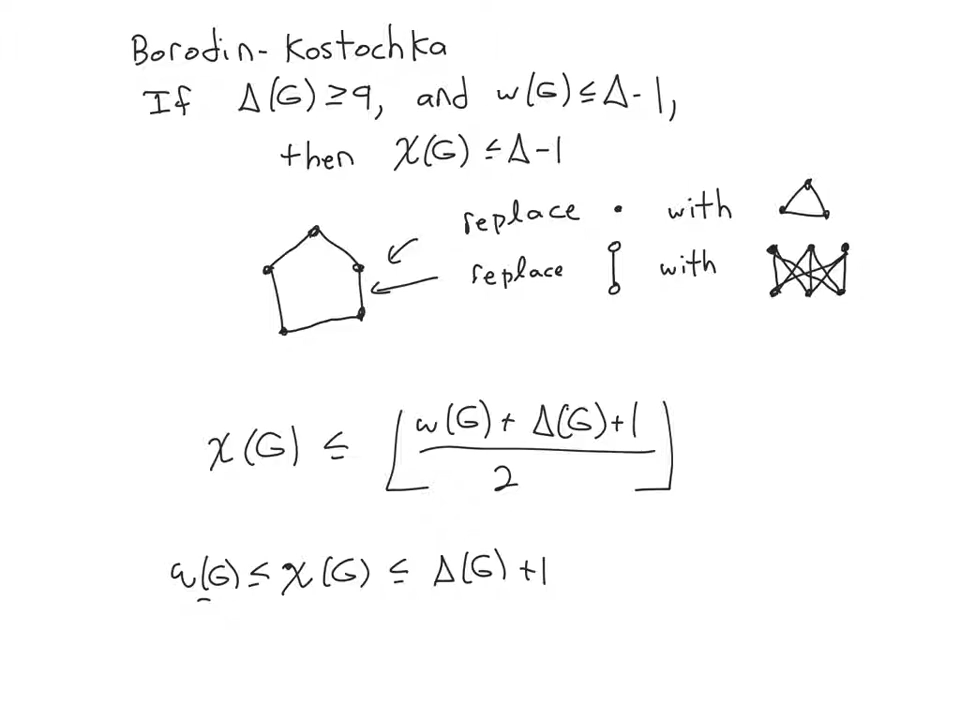 Borodin-Kostochka
If Δ(G) ≥ 9, and ω(G) ≤ Δ-1,
then χ(G) ≤ Δ-1
replace • with
replace with
χ(G) ≤ ⌊(ω(G) + Δ(G)+1)/2⌋
ω(G) ≤ χ(G) ≤ Δ(G)+1